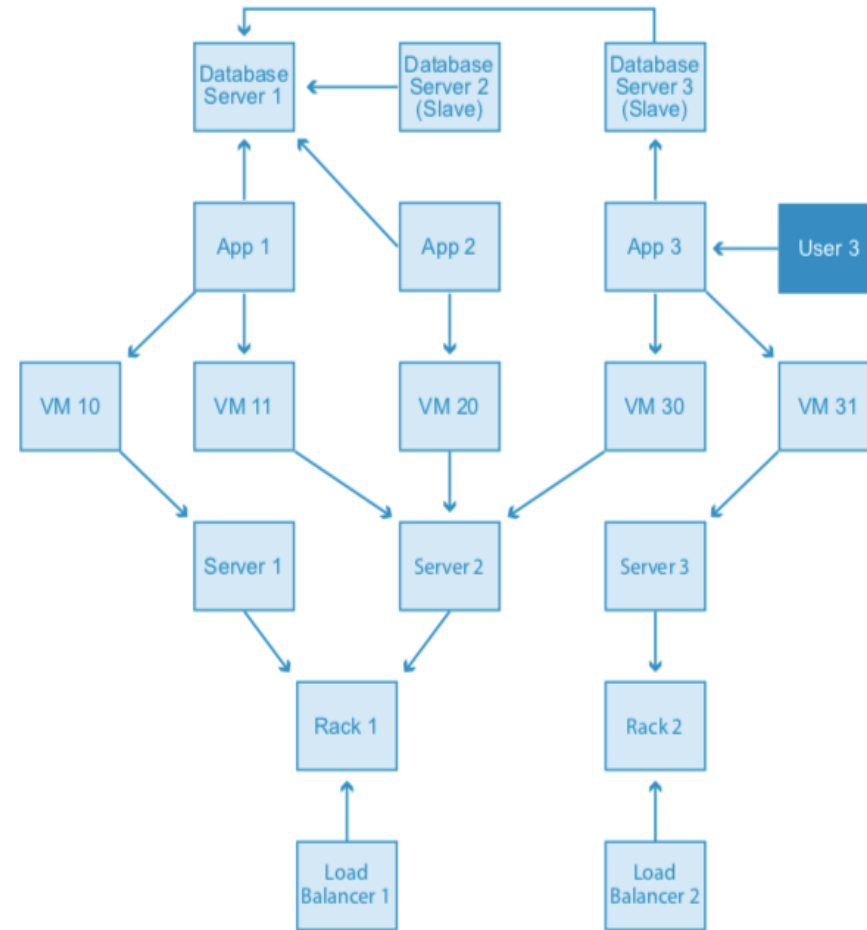 Database
Server 1
Database
Server 2
(Slave)
Database
Server 3
(Slave)
App 1
App 2
App 3
User 3
VM 10
VM 11
VM 20
VM 30
VM 31
Server 1
Server 2
Server 3
Rack 1
Rack 2
Load
Balancer 1
Load
Balancer 2